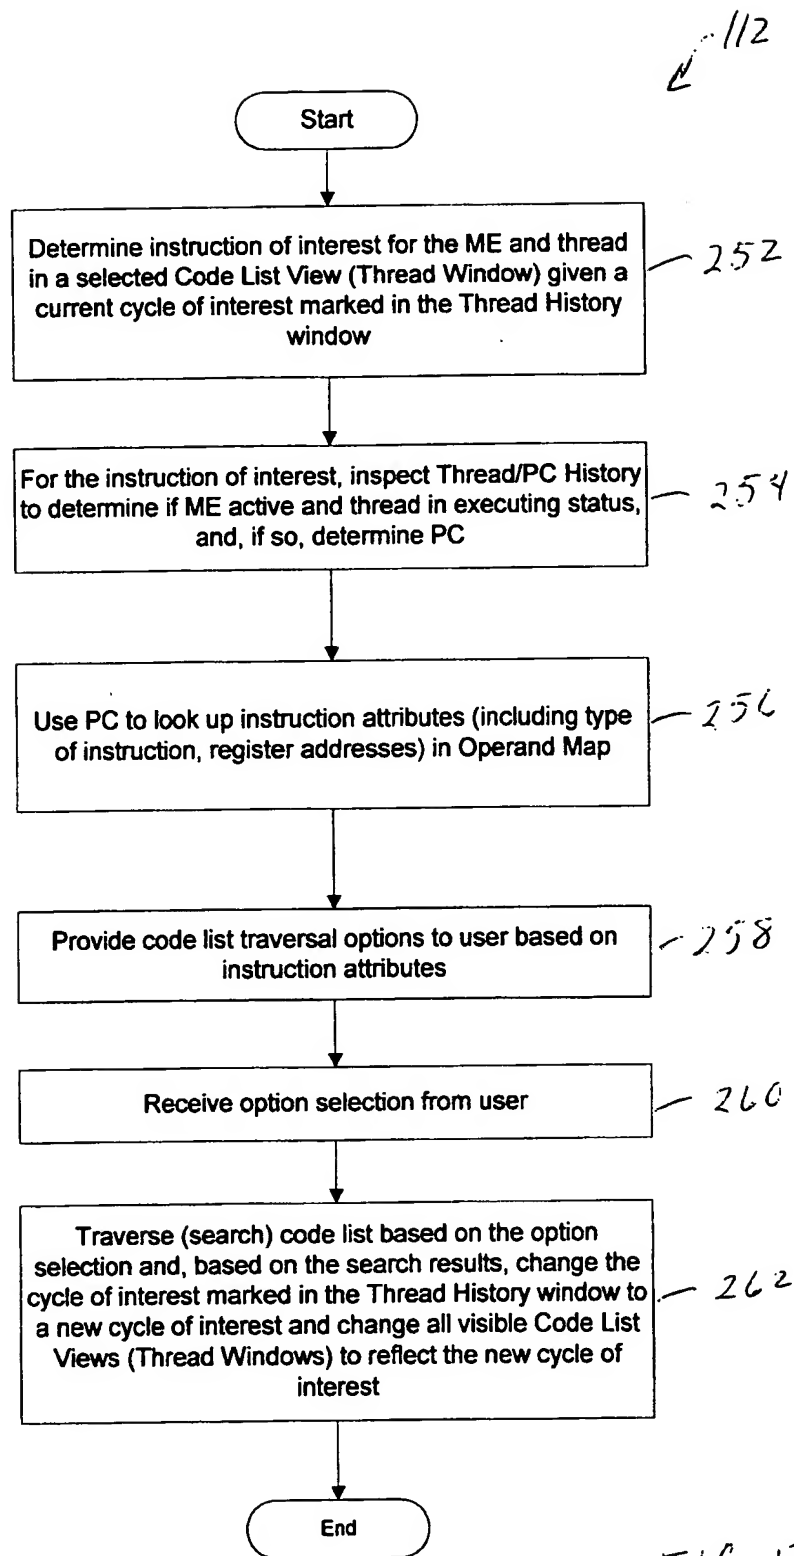 112
Start
Determine instruction of interest for the ME and thread
in a selected Code List View (Thread Window) given a
current cycle of interest marked in the Thread History
window
252
For the instruction of interest, inspect Thread/PC History
to determine if ME active and thread in executing status,
and, if so, determine PC
254
Use PC to look up instruction attributes (including type
of instruction, register addresses) in Operand Map
256
Provide code list traversal options to user based on
instruction attributes
258
Receive option selection from user
260
Traverse (search) code list based on the option
selection and, based on the search results, change the
cycle of interest marked in the Thread History window to
a new cycle of interest and change all visible Code List
Views (Thread Windows) to reflect the new cycle of
interest
262
End